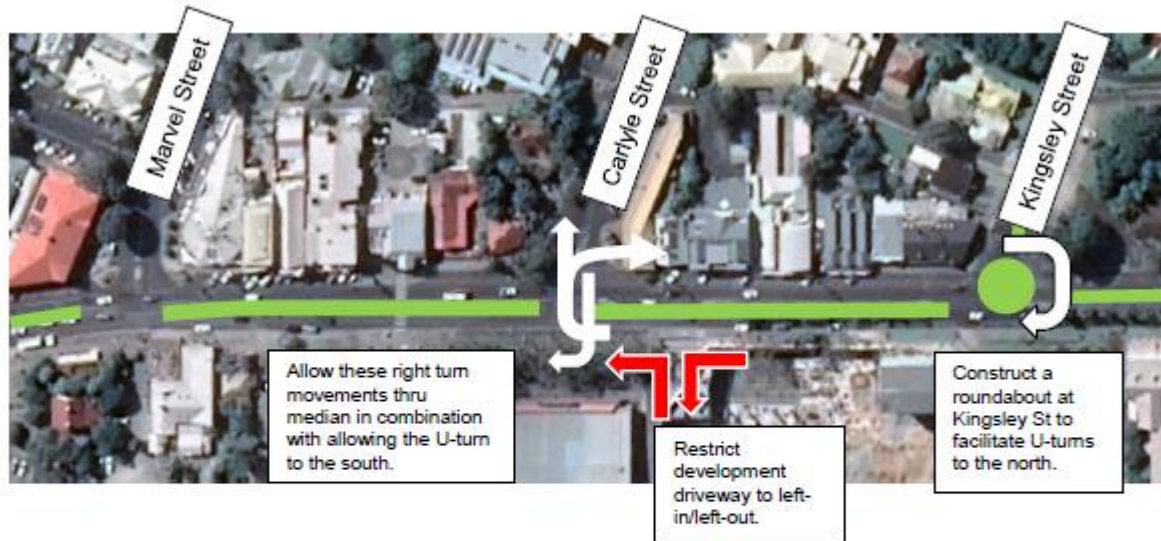 Marvel Street
Carlyle Street
Kingsley Street
Allow these right turn
movements thru
median in combination
with allowing the U-turn
to the south.
Restrict
development
driveway to left-
in/left-out.
Construct a
roundabout at
Kingsley St to
facilitate U-turns
to the north.